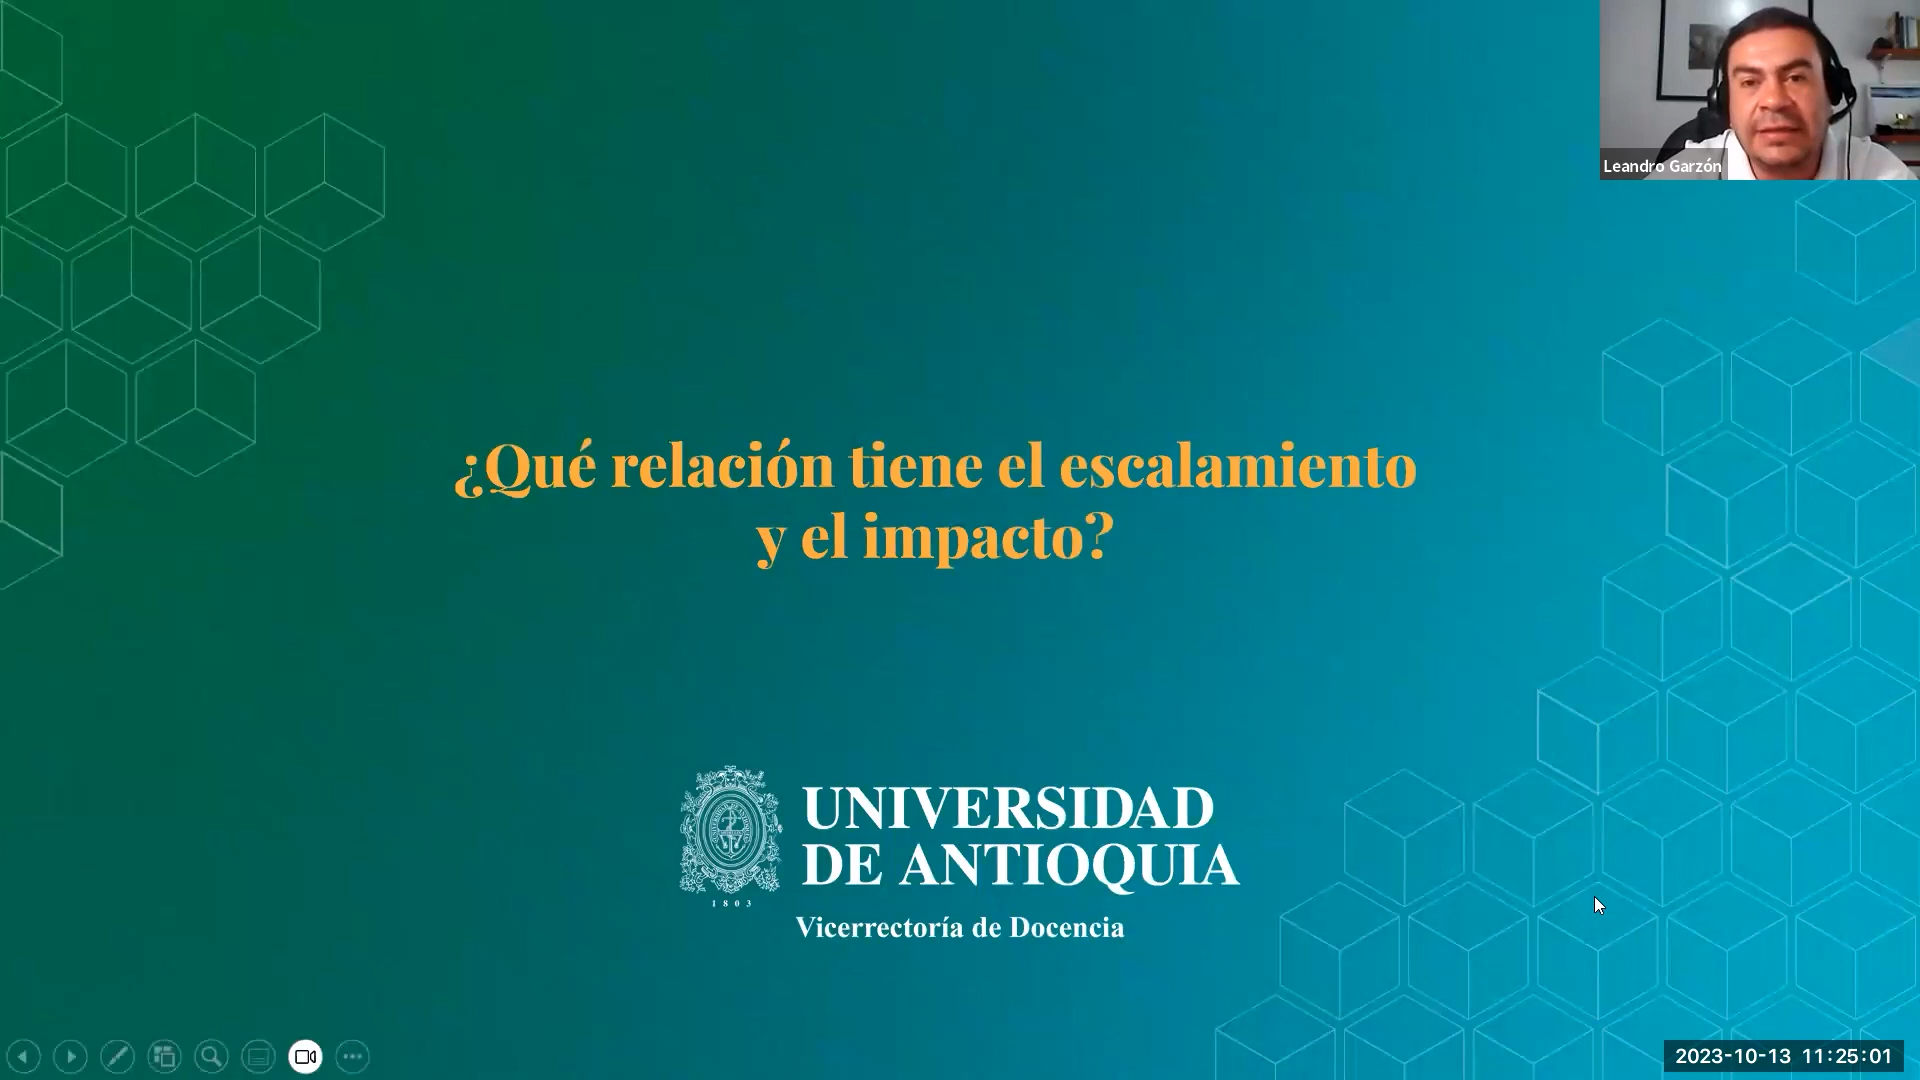 Leandro Garzón
¿Qué relación tiene el escalamiento
y el impacto?
UNIVERSIDAD
DE ANTIOQUIA
1803
Vicerrectoría de Docencia
2023-10-13 11:25:01